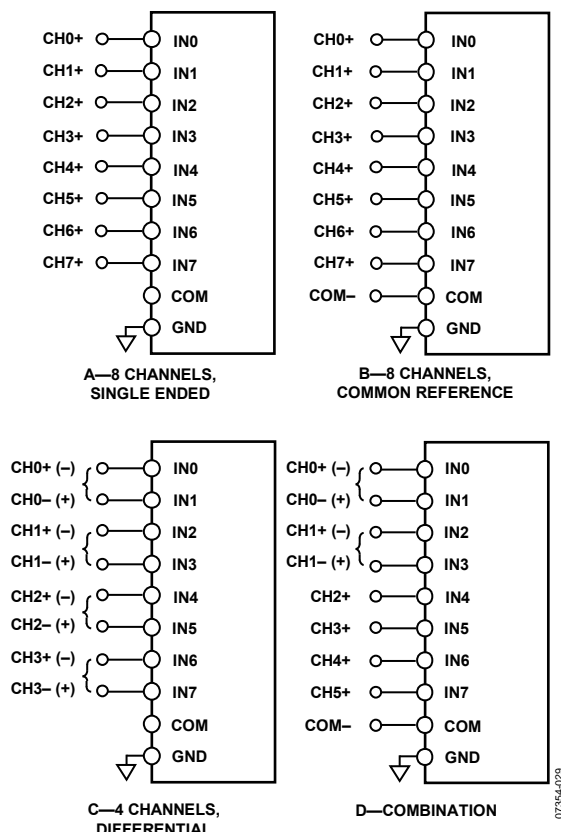 CH0+ IN0
CH1+ IN1
CH2+ IN2
CH3+ IN3
CH4+ IN4
CH5+ IN5
CH6+ IN6
CH7+ IN7
COM
GND
A—8 CHANNELS,
SINGLE ENDED
CH0+ IN0
CH1+ IN1
CH2+ IN2
CH3+ IN3
CH4+ IN4
CH5+ IN5
CH6+ IN6
CH7+ IN7
COM– COM
GND
B—8 CHANNELS,
COMMON REFERENCE
CH0+ (–) IN0
CH0– (+) IN1
CH1+ (–) IN2
CH1– (+) IN3
CH2+ (–) IN4
CH2– (+) IN5
CH3+ (–) IN6
CH3– (+) IN7
COM
GND
C—4 CHANNELS,
DIFFERENTIAL
CH0+ (–) IN0
CH0– (+) IN1
CH1+ (–) IN2
CH1– (+) IN3
CH2+ IN4
CH3+ IN5
CH4+ IN6
CH5+ IN7
COM– COM
GND
D—COMBINATION
07354-029